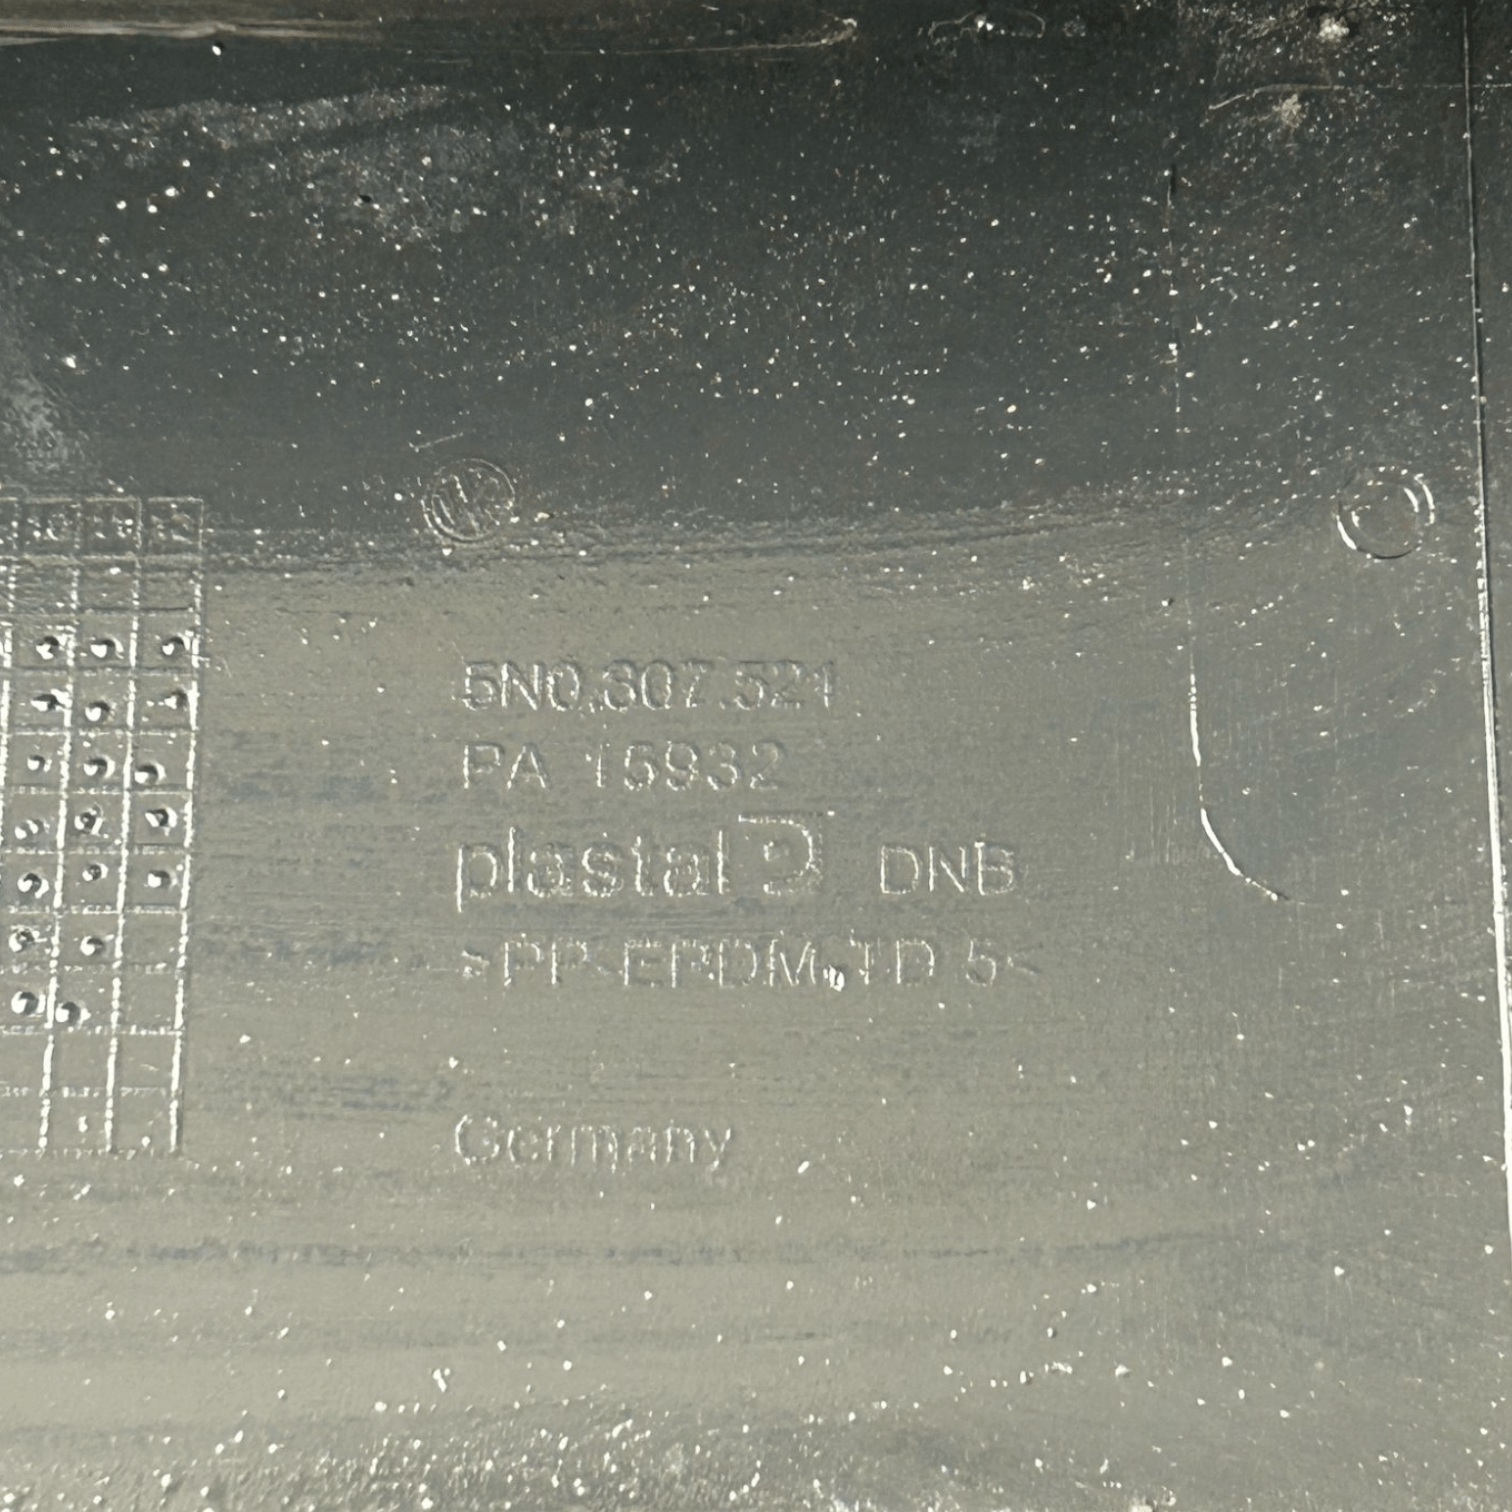 5N0.807.521
PA 15932
plastal DNB
>PP-EPDM-TD 5<
Germany